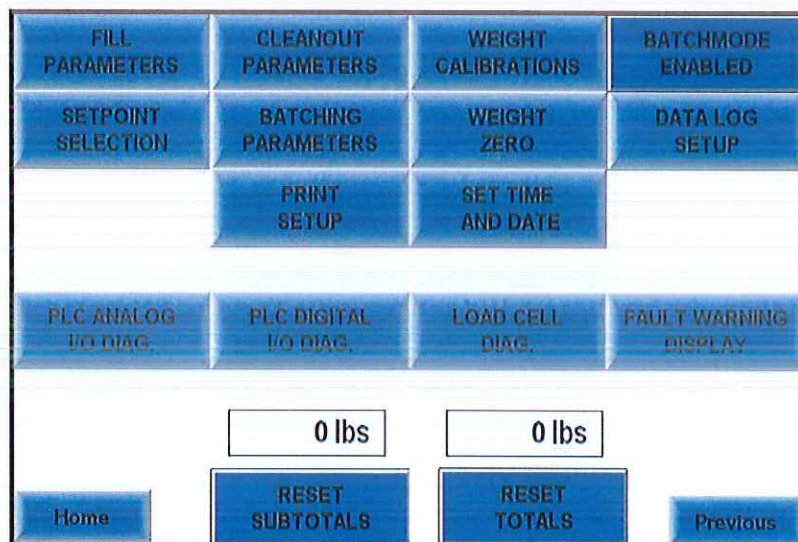 FILL
PARAMETERS
CLEANOUT
PARAMETERS
WEIGHT
CALIBRATIONS
BATCHMODE
ENABLED
SETPOINT
SELECTION
BATCHING
PARAMETERS
WEIGHT
ZERO
DATA LOG
SETUP
PRINT
SETUP
SET TIME
AND DATE
PLC ANALOG
I/O DIAG.
PLC DIGITAL
I/O DIAG.
LOAD CELL
DIAG.
FAULT WARNING
DISPLAY
0 lbs
0 lbs
RESET
SUBTOTALS
RESET
TOTALS
Home
Previous